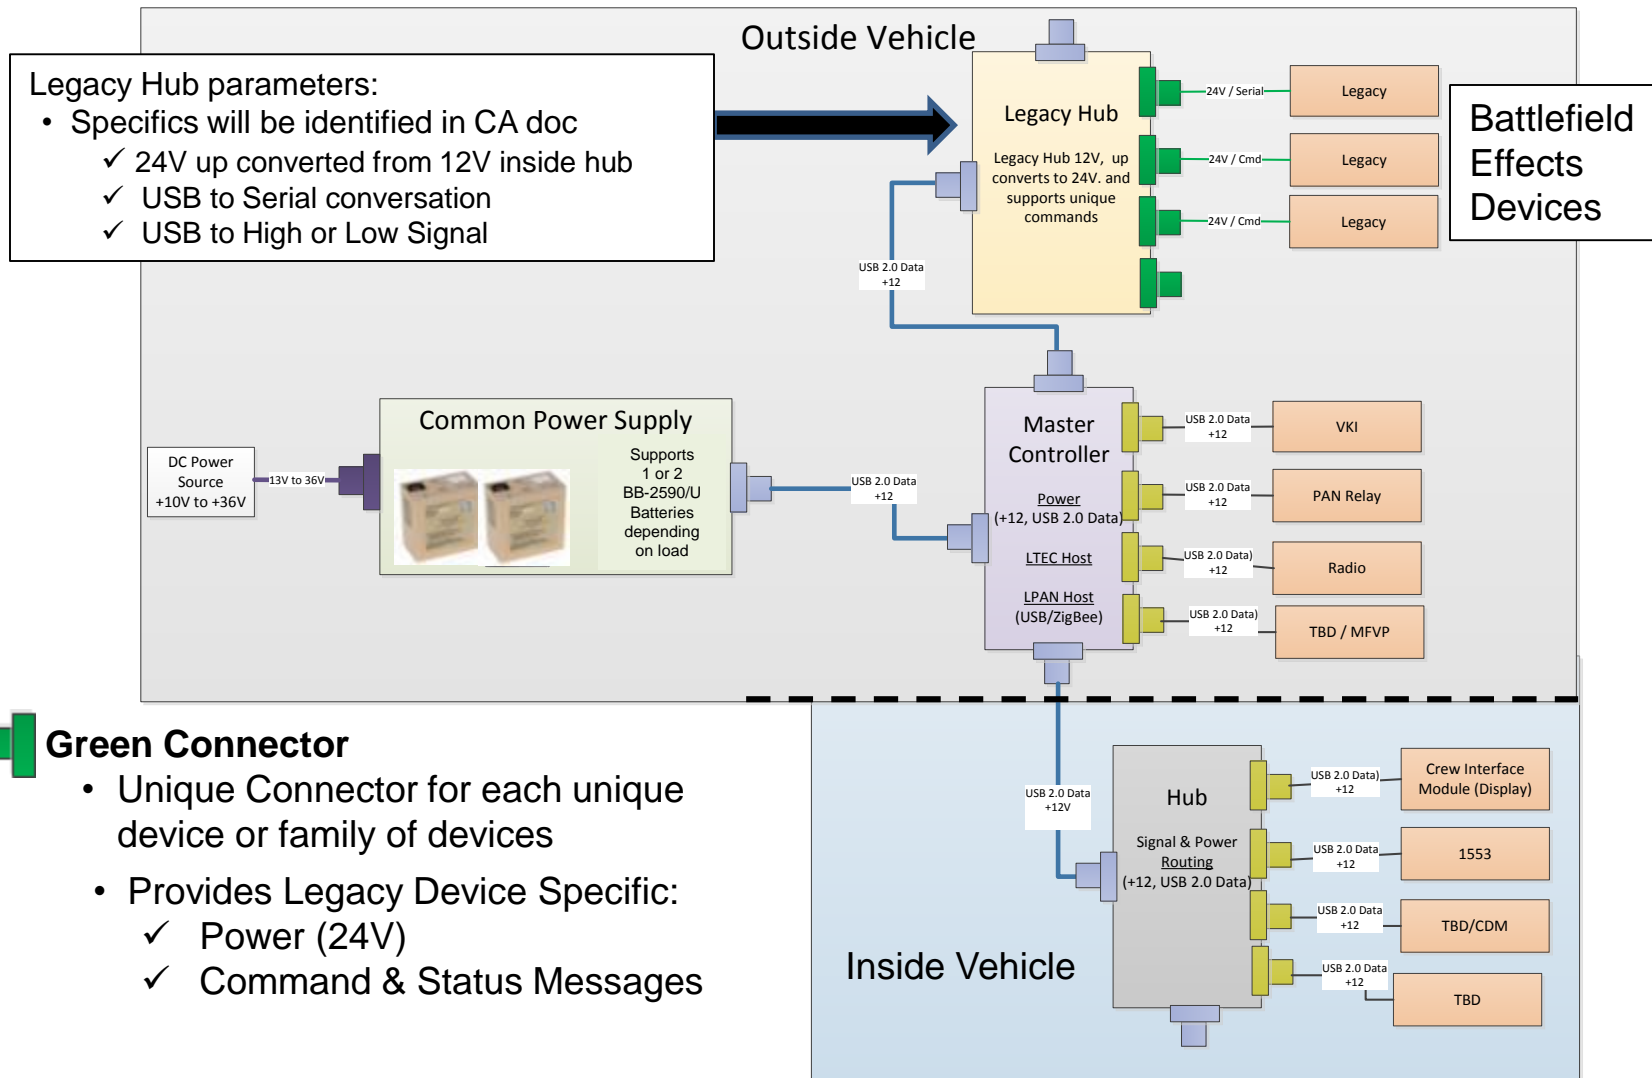 Outside Vehicle
Legacy Hub parameters:
• Specifics will be identified in CA doc
✓ 24V up converted from 12V inside hub
✓ USB to Serial conversation
✓ USB to High or Low Signal
Legacy Hub
Legacy Hub 12V, up
converts to 24V. and
supports unique
commands
24V / Serial
Legacy
24V / Cmd
Legacy
24V / Cmd
Legacy
Battlefield
Effects
Devices
USB 2.0 Data
+12
DC Power
Source
+10V to +36V
13V to 36V
Common Power Supply
Supports
1 or 2
BB-2590/U
Batteries
depending
on load
USB 2.0 Data
+12
Master
Controller
Power
(+12, USB 2.0 Data)
LTEC Host
LPAN Host
(USB/ZigBee)
USB 2.0 Data
+12
VKI
USB 2.0 Data
+12
PAN Relay
USB 2.0 Data)
+12
Radio
USB 2.0 Data)
+12
TBD / MFVP
Green Connector
• Unique Connector for each unique
device or family of devices
• Provides Legacy Device Specific:
✓ Power (24V)
✓ Command & Status Messages
USB 2.0 Data
+12V
Hub
Signal & Power
Routing
(+12, USB 2.0 Data)
USB 2.0 Data)
+12
Crew Interface
Module (Display)
USB 2.0 Data
+12
1553
USB 2.0 Data
+12
TBD/CDM
USB 2.0 Data
+12
TBD
Inside Vehicle